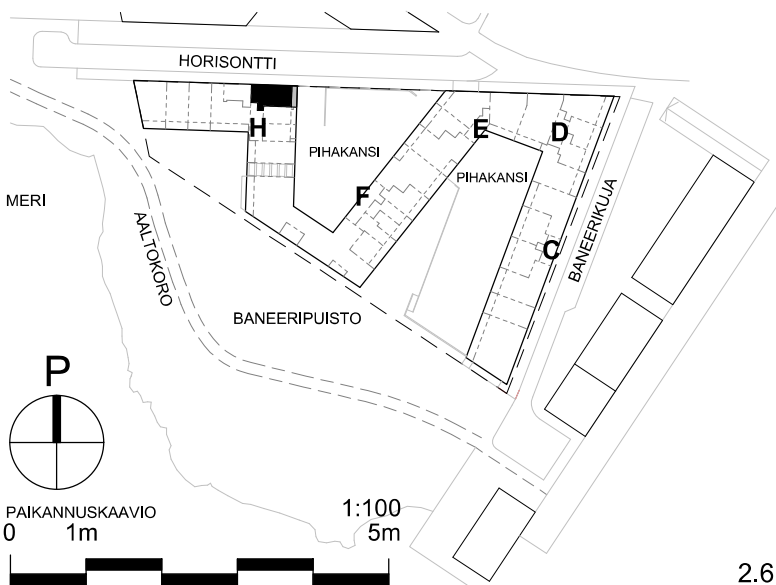 HORISONTTI
H
E
D
PIHAKANSI
PIHAKANSI
F
MERI
AALTOKORO
C
BANEERIKUJA
BANEERIPUISTO
P
PAIKANNUSKAAVIO
1:100
0 1m 5m
2.6